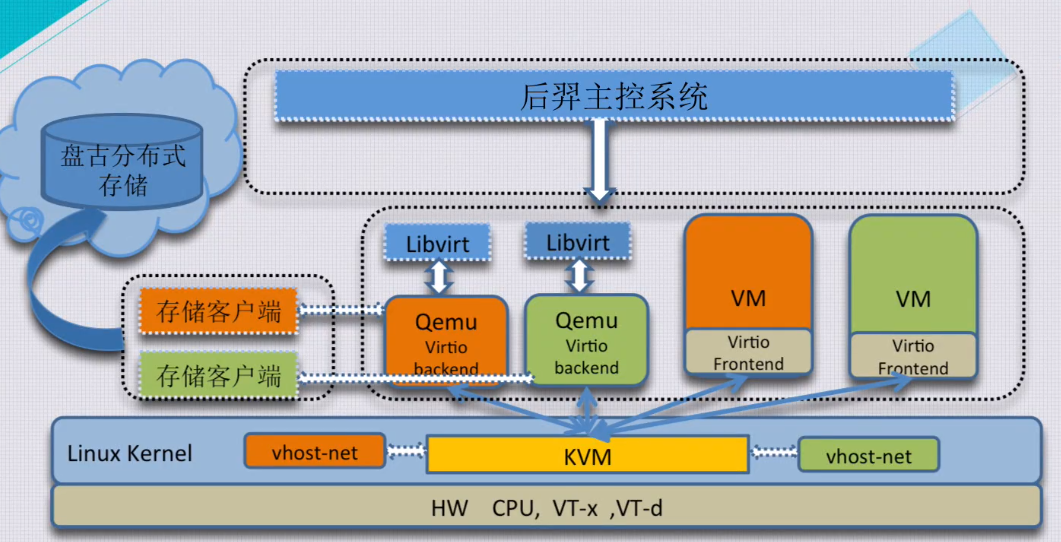 后羿主控系统
盘古分布式
存储
Libvirt
Libvirt
存储客户端
存储客户端
Qemu
Virtio
backend
Qemu
Virtio
backend
VM
Virtio
Frontend
VM
Virtio
Frontend
Linux Kernel
vhost-net
KVM
vhost-net
HW CPU, VT-x ,VT-d